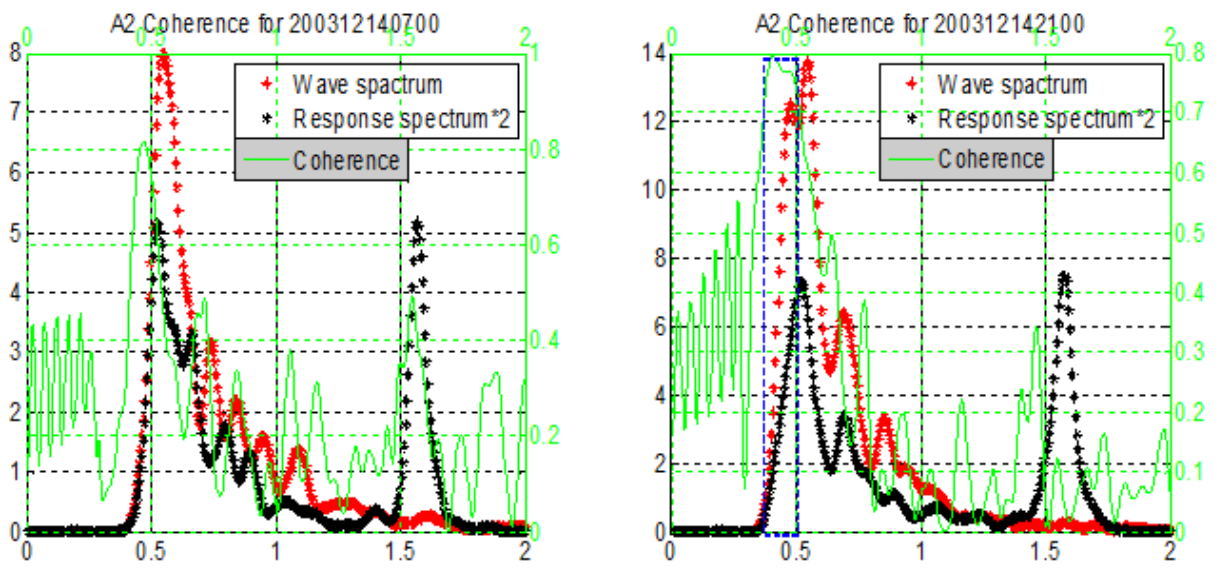 A2 Coherence for 200312140700
0 0.5 1 1.5 2
8 1
7
6 0.8
5 0.6
4 0.4
3
2 0.2
1
0 0
0 0.5 1 1.5 2
Wave spactrum
Response spectrum*2
Coherence
A2 Coherence for 200312142100
0 0.5 1 1.5 2
14 0.8
12 0.7
10 0.6
8 0.5
6 0.4
0.3
4 0.2
2 0.1
0 0
0 0.5 1 1.5 2
Wave spactrum
Response spectrum*2
Coherence